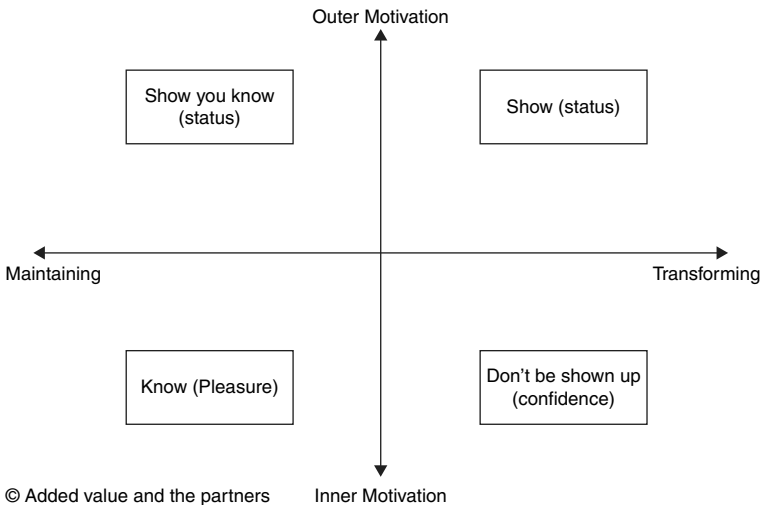 Outer Motivation
Show you know
(status)
Show (status)
Maintaining
Transforming
Know (Pleasure)
Don't be shown up
(confidence)
© Added value and the partners
Inner Motivation